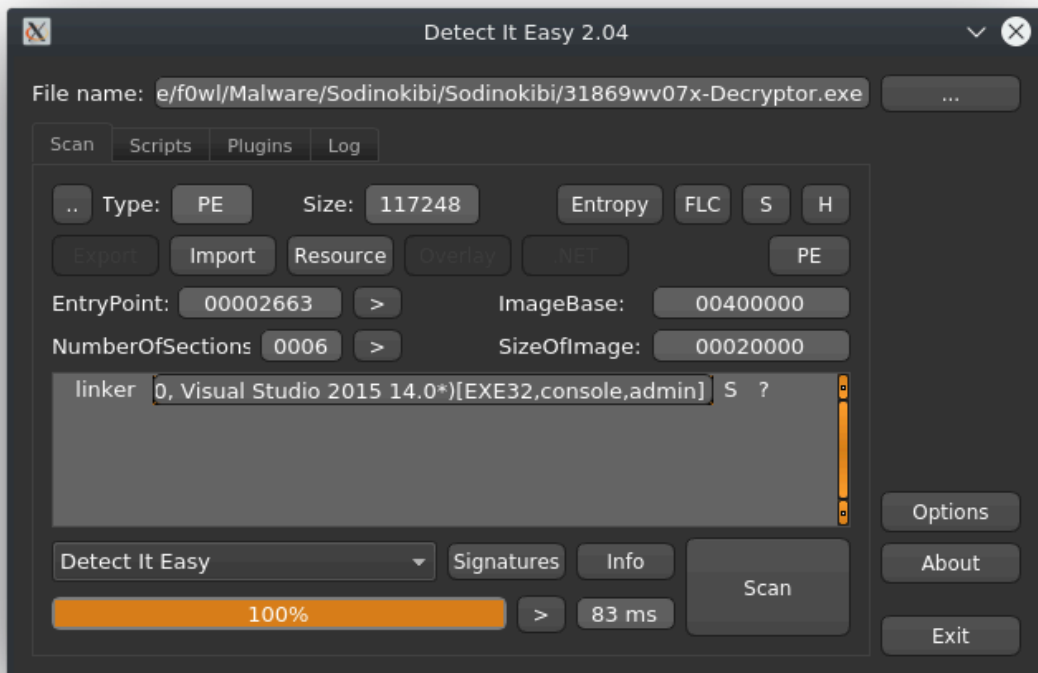 Detect It Easy 2.04
File name: e/f0wl/Malware/Sodinokibi/Sodinokibi/31869wv07x-Decryptor.exe ...
Scan Scripts Plugins Log
.. Type: PE Size: 117248 Entropy FLC S H
Export Import Resource Overlay .NET PE
EntryPoint: 00002663 > ImageBase: 00400000
NumberOfSections 0006 > SizeOfImage: 00020000
linker 0, Visual Studio 2015 14.0*)[EXE32,console,admin] S ?
Options
Detect It Easy Signatures Info Scan About
100% > 83 ms
Exit